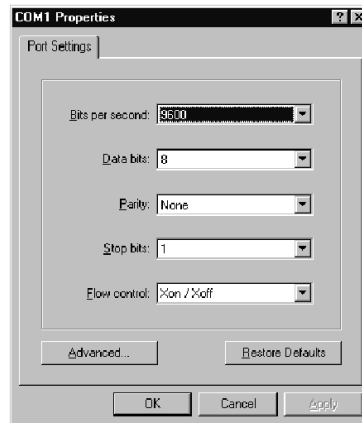 COM1 Properties
Port Settings
Bits per second: 9600
Data bits: 8
Parity: None
Stop bits: 1
Flow control: Xon / Xoff
Advanced... Restore Defaults
OK Cancel Apply